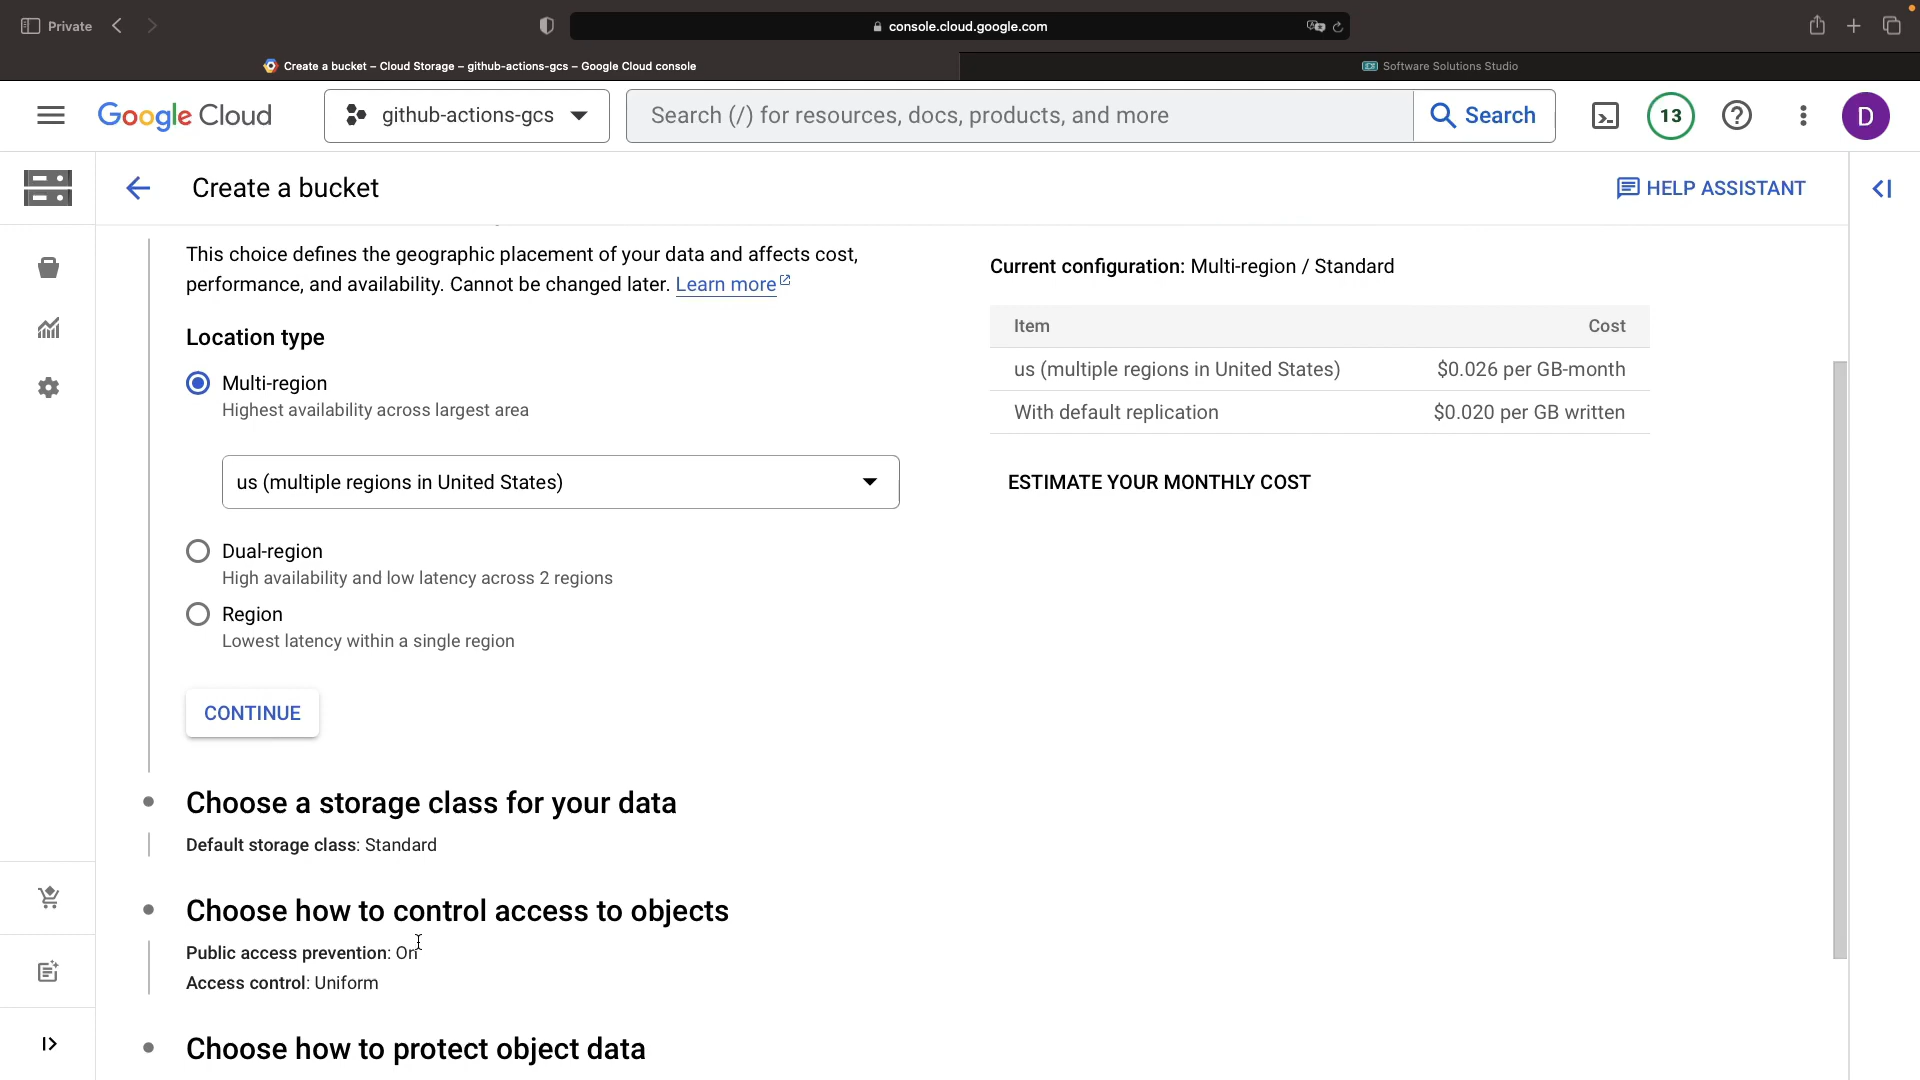 Private
console.cloud.google.com
Create a bucket – Cloud Storage – github-actions-gcs – Google Cloud console
Software Solutions Studio
Google Cloud
github-actions-gcs
Search (/) for resources, docs, products, and more
Search
13
D
Create a bucket
HELP ASSISTANT
This choice defines the geographic placement of your data and affects cost,
performance, and availability. Cannot be changed later. Learn more
Location type
Multi-region
Highest availability across largest area
us (multiple regions in United States)
Dual-region
High availability and low latency across 2 regions
Region
Lowest latency within a single region
CONTINUE
Current configuration: Multi-region / Standard
Item Cost
us (multiple regions in United States) $0.026 per GB-month
With default replication $0.020 per GB written
ESTIMATE YOUR MONTHLY COST
Choose a storage class for your data
Default storage class: Standard
Choose how to control access to objects
Public access prevention: On
Access control: Uniform
Choose how to protect object data